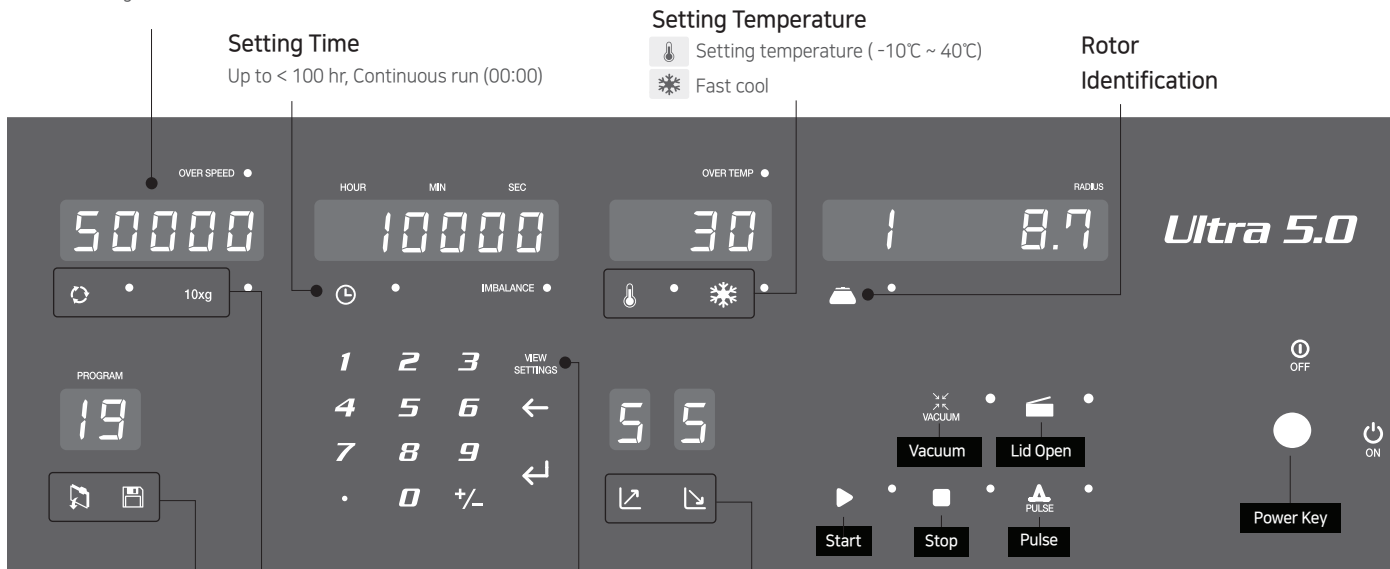 Setting Time
Up to < 100 hr, Continuous run (00:00)
Setting Temperature
Setting temperature ( -10℃ ~ 40℃)
Fast cool
Rotor
Identification
OVER SPEED
HOUR MIN SEC
OVER TEMP
RADIUS
50000
10000
30
1 8.7
Ultra 5.0
10xg
IMBALANCE
PROGRAM
19
1 2 3 VIEW
SETTINGS
4 5 6 ←
7 8 9
. 0 +/-
5 5
VACUUM
Vacuum
Lid Open
PULSE
Start
Stop
Pulse
OFF
ON
Power Key